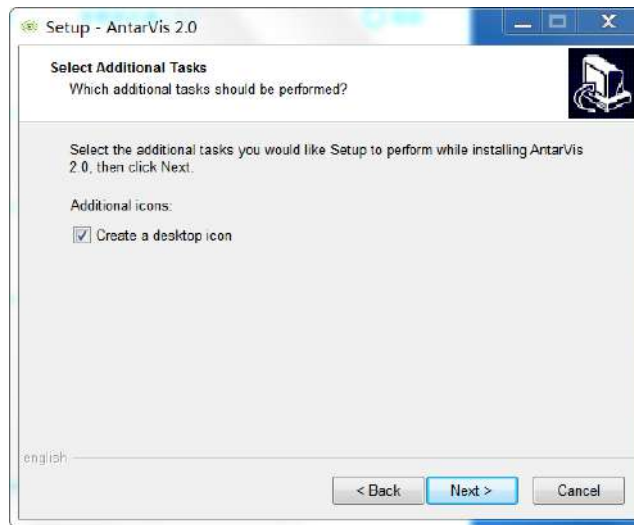 Setup - AntarVis 2.0
Select Additional Tasks
Which additional tasks should be performed?
Select the additional tasks you would like Setup to perform while installing AntarVis
2.0, then click Next.
Additional icons:
Create a desktop icon
english
< Back
Next >
Cancel